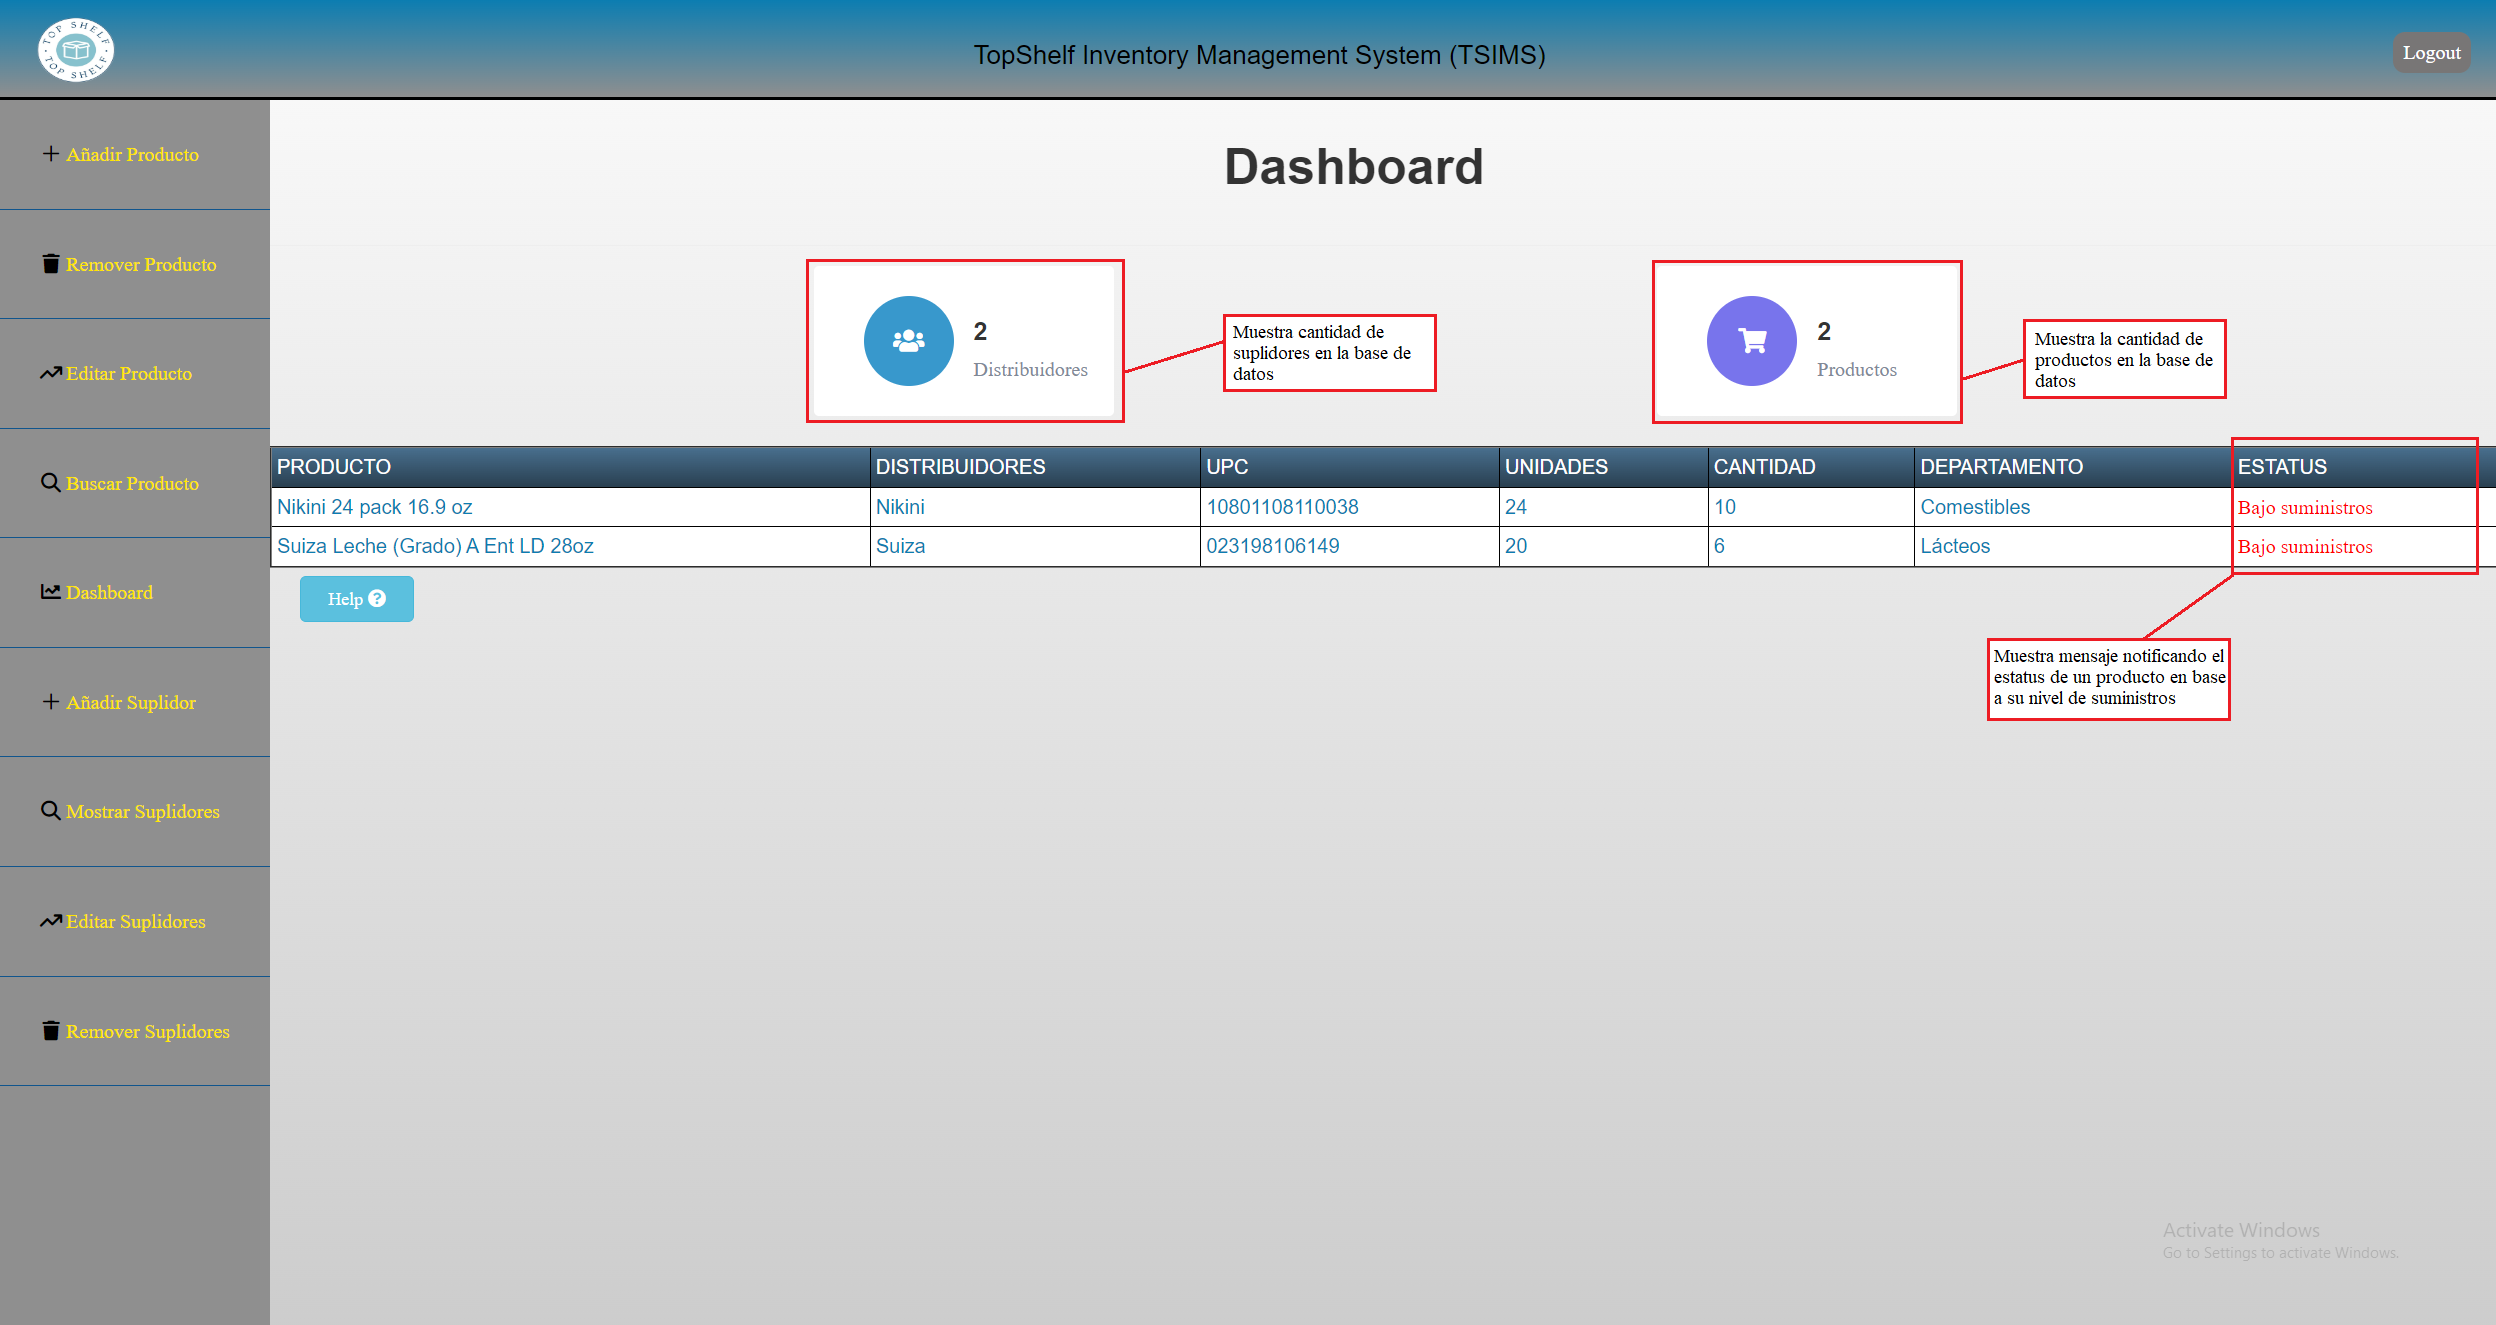 TOP SHELF
TOP SHELF
TopShelf Inventory Management System (TSIMS)
Logout
Añadir Producto
Remover Producto
Editar Producto
Buscar Producto
Dashboard
Añadir Suplidor
Mostrar Suplidores
Editar Suplidores
Remover Suplidores
Dashboard
2
Distribuidores
Muestra cantidad de
suplidores en la base de
datos
2
Productos
Muestra la cantidad de
productos en la base de
datos
PRODUCTO DISTRIBUIDORES UPC UNIDADES CANTIDAD DEPARTAMENTO ESTATUS
Nikini 24 pack 16.9 oz Nikini 10801108110038 24 10 Comestibles Bajo suministros
Suiza Leche (Grado) A Ent LD 28oz Suiza 023198106149 20 6 Lácteos Bajo suministros
Help ?
Muestra mensaje notificando el
estatus de un producto en base
a su nivel de suministros
Activate Windows
Go to Settings to activate Windows.